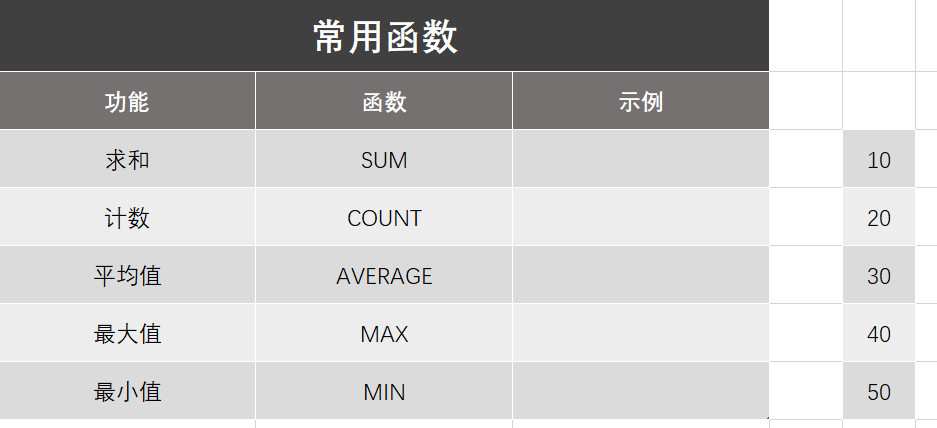 常用函数
功能 函数 示例
求和 SUM 10
计数 COUNT 20
平均值 AVERAGE 30
最大值 MAX 40
最小值 MIN 50